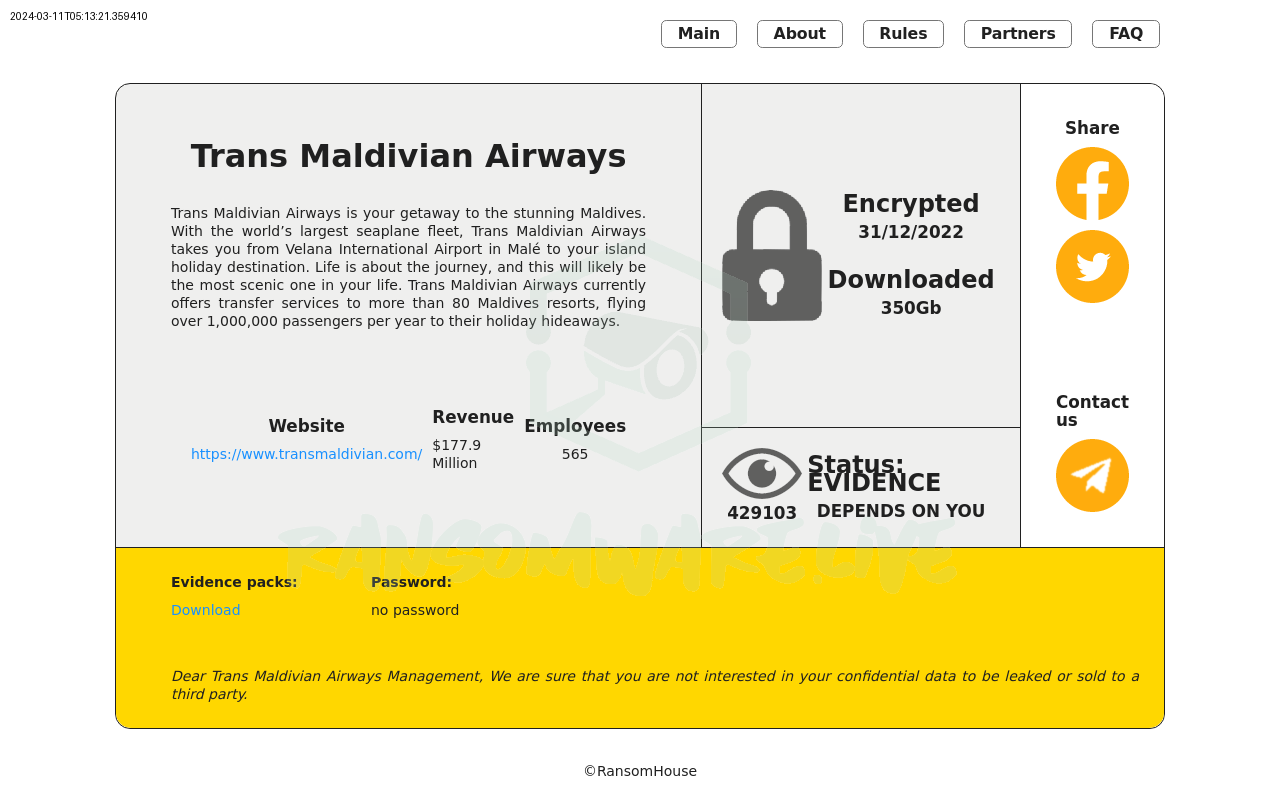 2024-03-11T05:13:21.359410
Main
About
Rules
Partners
FAQ
Trans Maldivian Airways
Trans Maldivian Airways is your getaway to the stunning Maldives.
With the world’s largest seaplane fleet, Trans Maldivian Airways
takes you from Velana International Airport in Malé to your island
holiday destination. Life is about the journey, and this will likely be
the most scenic one in your life. Trans Maldivian Airways currently
offers transfer services to more than 80 Maldives resorts, flying
over 1,000,000 passengers per year to their holiday hideaways.
Website
https://www.transmaldivian.com/
Revenue
$177.9
Million
Employees
565
Encrypted
31/12/2022
Downloaded
350Gb
429103
Status:
EVIDENCE
DEPENDS ON YOU
Share
Contact
us
RANSOMWARE.LIVE
Evidence packs:
Download
Password:
no password
Dear Trans Maldivian Airways Management, We are sure that you are not interested in your confidential data to be leaked or sold to a
third party.
©RansomHouse